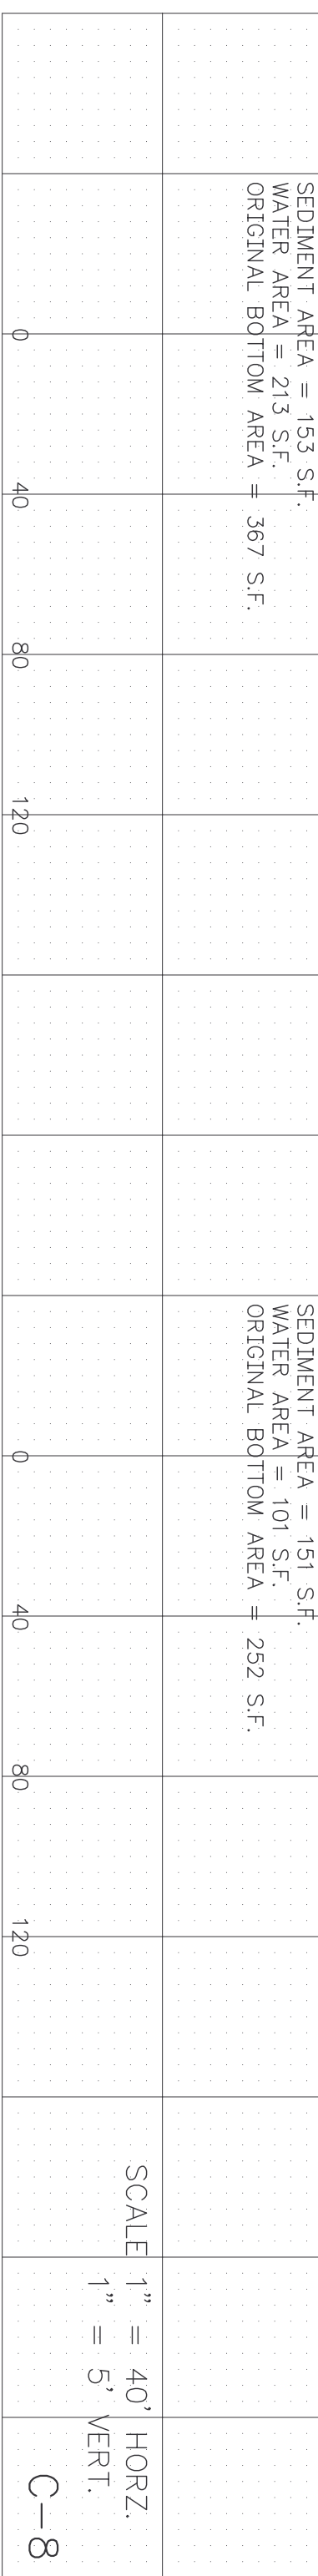 SEDIMENT AREA = 153 S.F.
WATER AREA = 213 S.F.
ORIGINAL BOTTOM AREA = 367 S.F.
0 40 80 120
SEDIMENT AREA = 151 S.F.
WATER AREA = 101 S.F.
ORIGINAL BOTTOM AREA = 252 S.F.
0 40 80 120
SCALE 1" = 40' HORZ.
1" = 5' VERT.
C-8